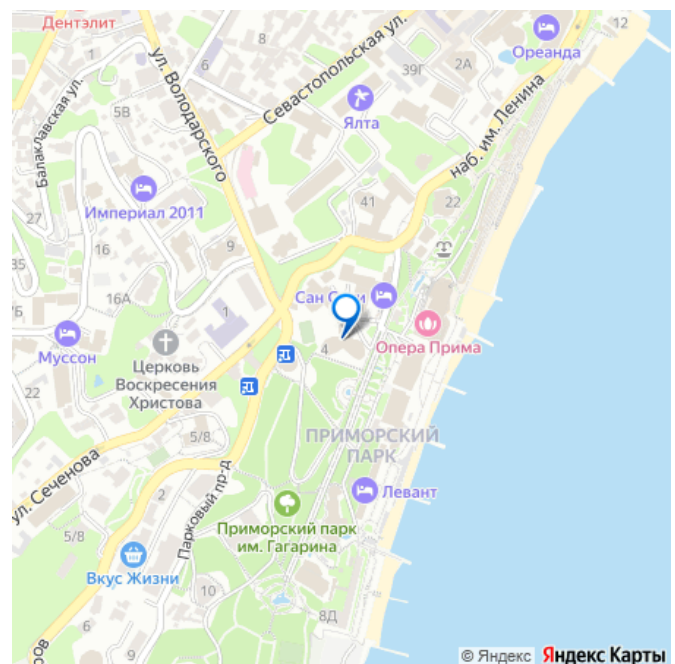 Дентэлит
12
8
Ореанда
1
6
Севастопольская ул.
39Г
2А
ул. Володарского
Балаклавская ул.
5В
Ялта
наб. им. Ленина
27
Империал 2011
41
22
9
16
35
Сан Сити
16А
1
Опера Прима
Муссон
4
Церковь
Воскресения
Христова
22
5/8
ПРИМОРСКИЙ
ПАРК
ул. Сеченова
2
Левант
Парковый пр-д
Приморский парк
им. Гагарина
5/8
Вкус Жизни
10
8Д
9
© Яндекс Яндекс Карты